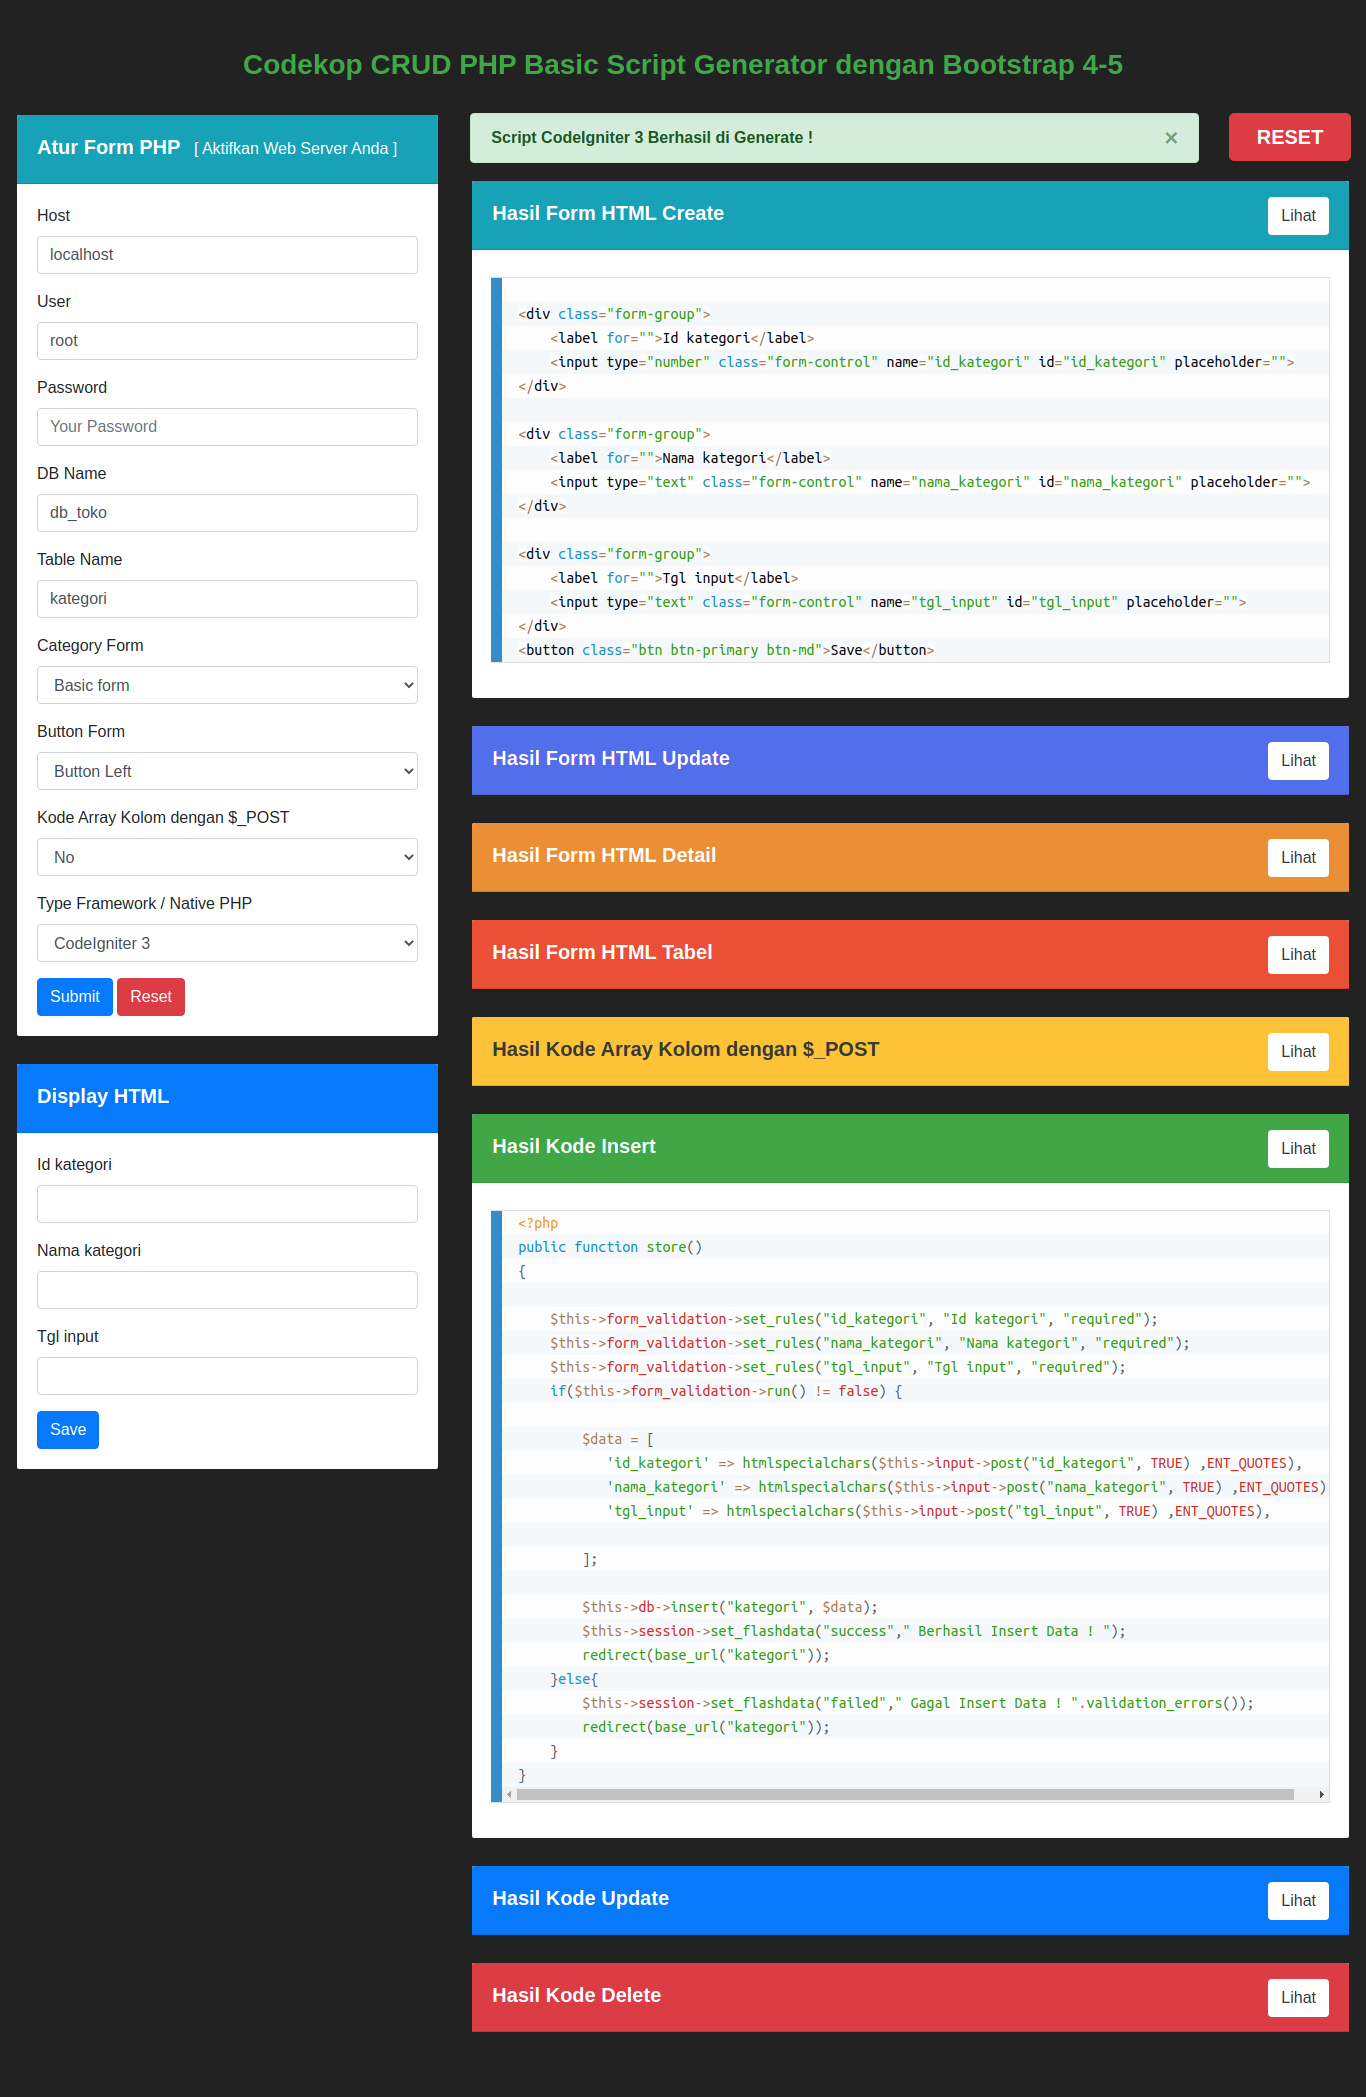 Codekop CRUD PHP Basic Script Generator dengan Bootstrap 4-5
Atur Form PHP [ Aktifkan Web Server Anda ]
Host
localhost
User
root
Password
Your Password
DB Name
db_toko
Table Name
kategori
Category Form
Basic form
Button Form
Button Left
Kode Array Kolom dengan $_POST
No
Type Framework / Native PHP
CodeIgniter 3
Submit Reset
Display HTML
Id kategori
Nama kategori
Tgl input
Save
Script CodeIgniter 3 Berhasil di Generate ! ×
RESET
Hasil Form HTML Create Lihat
<div class="form-group">
    <label for="">Id kategori</label>
    <input type="number" class="form-control" name="id_kategori" id="id_kategori" placeholder="">
</div>
<div class="form-group">
    <label for="">Nama kategori</label>
    <input type="text" class="form-control" name="nama_kategori" id="nama_kategori" placeholder="">
</div>
<div class="form-group">
    <label for="">Tgl input</label>
    <input type="text" class="form-control" name="tgl_input" id="tgl_input" placeholder="">
</div>
<button class="btn btn-primary btn-md">Save</button>
Hasil Form HTML Update Lihat
Hasil Form HTML Detail Lihat
Hasil Form HTML Tabel Lihat
Hasil Kode Array Kolom dengan $_POST Lihat
Hasil Kode Insert Lihat
<?php
public function store()
{
    $this->form_validation->set_rules("id_kategori", "Id kategori", "required");
    $this->form_validation->set_rules("nama_kategori", "Nama kategori", "required");
    $this->form_validation->set_rules("tgl_input", "Tgl input", "required");
    if($this->form_validation->run() != false) {
        $data = [
           'id_kategori' => htmlspecialchars($this->input->post("id_kategori", TRUE) ,ENT_QUOTES),
           'nama_kategori' => htmlspecialchars($this->input->post("nama_kategori", TRUE) ,ENT_QUOTES)
           'tgl_input' => htmlspecialchars($this->input->post("tgl_input", TRUE) ,ENT_QUOTES),
        ];
        $this->db->insert("kategori", $data);
        $this->session->set_flashdata("success"," Berhasil Insert Data ! ");
        redirect(base_url("kategori"));
    }else{
        $this->session->set_flashdata("failed"," Gagal Insert Data ! ".validation_errors());
        redirect(base_url("kategori"));
    }
}
Hasil Kode Update Lihat
Hasil Kode Delete Lihat